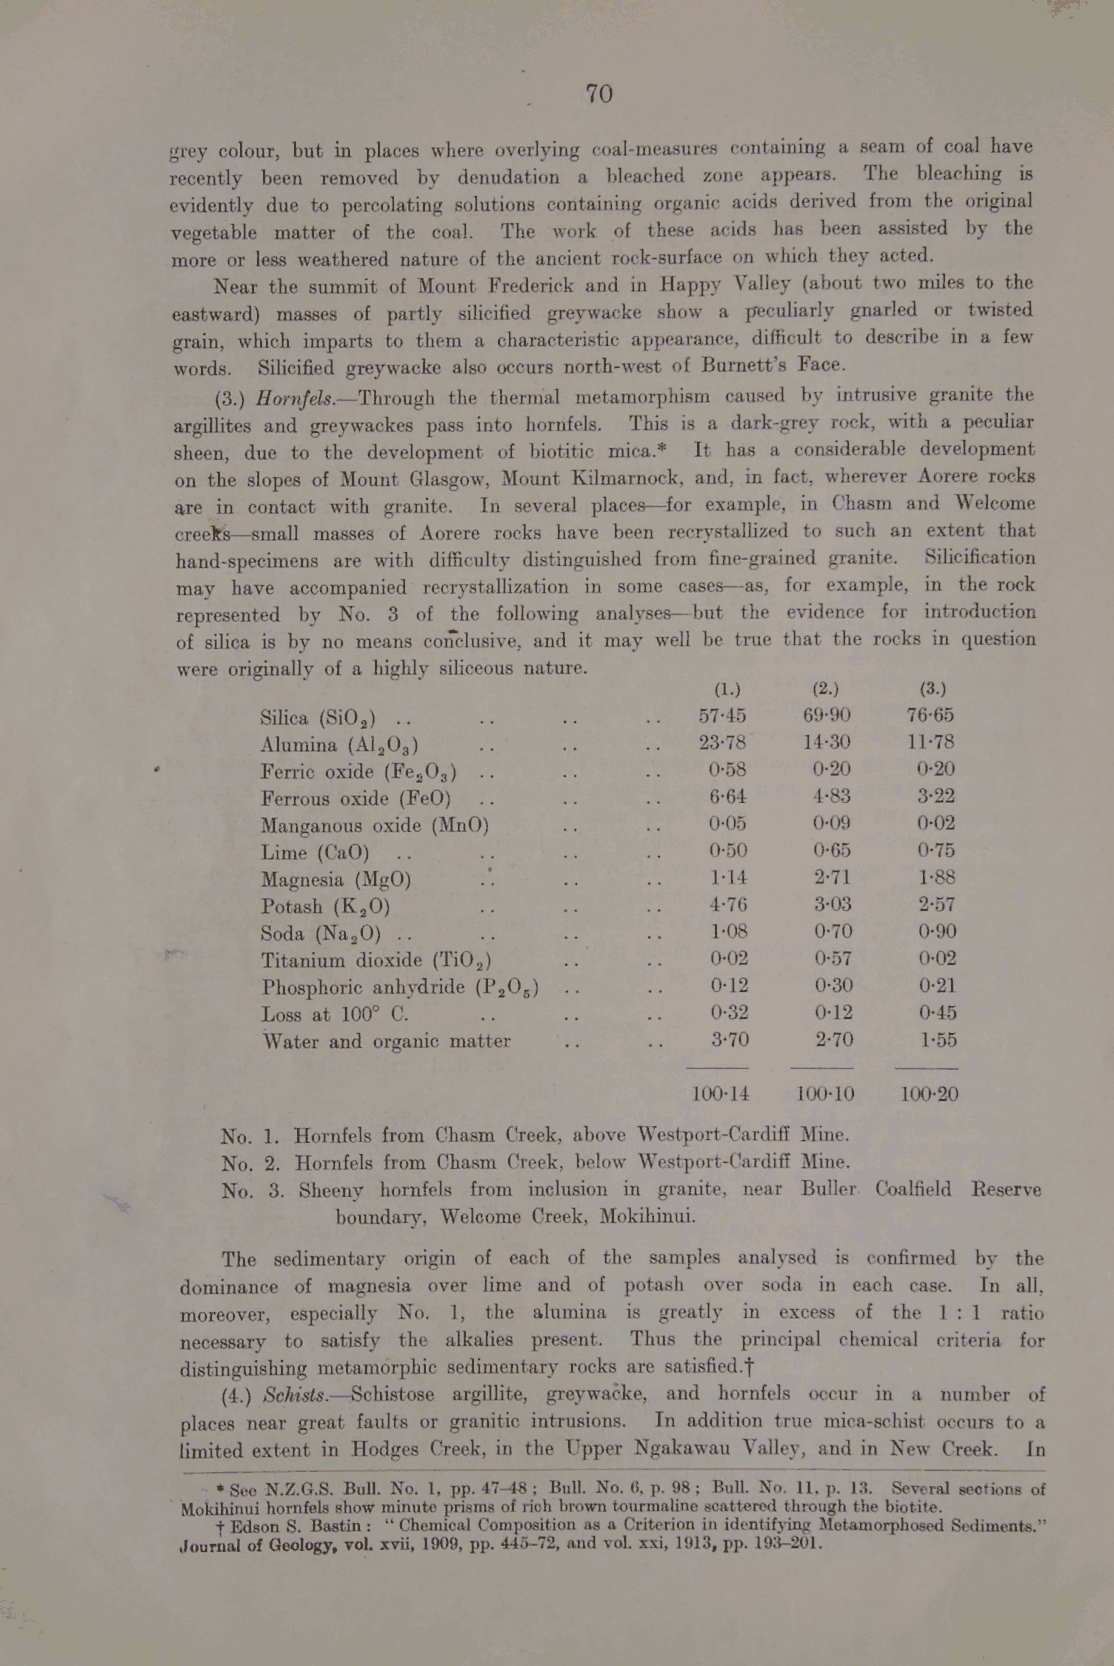 70
grey colour, but in places where overlying coal-measures containing a seam of coal have
recently been removed by denudation a bleached zone appears. The bleaching is
evidently due to percolating solutions containing organic acids derived from the original
vegetable matter of the coal. The work of these acids has been assisted by the
more or less weathered nature of the ancient rock-surface on which they acted.
Near the summit of Mount Frederick and in Happy Valley (about two miles to the
eastward) masses of partly silicified greywacke show a peculiarly gnarled or twisted
grain, which imparts to them a characteristic appearance, difficult to describe in a few
words. Silicified greywacke also occurs north-west of Burnett's Face.
(3.) Hornfels.—Through the thermal metamorphism caused by intrusive granite the
argillites and greywackes pass into hornfels. This is a dark-grey rock, with a peculiar
sheen, due to the development of biotitic mica.* It has a considerable development
on the slopes of Mount Glasgow, Mount Kilmarnock, and, in fact, wherever Aorere rocks
are in contact with granite. In several places—for example, in Chasm and Welcome
creeks—small masses of Aorere rocks have been recrystallized to such an extent that
hand-specimens are with difficulty distinguished from fine-grained granite. Silicification
may have accompanied recrystallization in some cases—as, for example, in the rock
represented by No. 3 of the following analyses—but the evidence for introduction
of silica is by no means conclusive, and it may well be true that the rocks in question
were originally of a highly siliceous nature.
(1.) (2.) (3.)
Silica (SiO₂) .. .. .. .. 57·45 69·90 76·65
Alumina (Al₂O₃) .. .. .. 23·78 14·30 11·78
Ferric oxide (Fe₂O₃) .. .. .. 0·58 0·20 0·20
Ferrous oxide (FeO) .. .. .. 6·64 4·83 3·22
Manganous oxide (MnO) .. .. 0·05 0·09 0·02
Lime (CaO) .. .. .. .. 0·50 0·65 0·75
Magnesia (MgO) .. .. .. 1·14 2·71 1·88
Potash (K₂O) .. .. .. 4·76 3·03 2·57
Soda (Na₂O) .. .. .. .. 1·08 0·70 0·90
Titanium dioxide (TiO₂) .. .. 0·02 0·57 0·02
Phosphoric anhydride (P₂O₅) .. .. 0·12 0·30 0·21
Loss at 100° C. .. .. .. 0·32 0·12 0·45
Water and organic matter .. .. 3·70 2·70 1·55
100·14 100·10 100·20
No. 1. Hornfels from Chasm Creek, above Westport-Cardiff Mine.
No. 2. Hornfels from Chasm Creek, below Westport-Cardiff Mine.
No. 3. Sheeny hornfels from inclusion in granite, near Buller Coalfield Reserve
boundary, Welcome Creek, Mokihinui.
The sedimentary origin of each of the samples analysed is confirmed by the
dominance of magnesia over lime and of potash over soda in each case. In all,
moreover, especially No. 1, the alumina is greatly in excess of the 1 : 1 ratio
necessary to satisfy the alkalies present. Thus the principal chemical criteria for
distinguishing metamorphic sedimentary rocks are satisfied.†
(4.) Schists.—Schistose argillite, greywacke, and hornfels occur in a number of
places near great faults or granitic intrusions. In addition true mica-schist occurs to a
limited extent in Hodges Creek, in the Upper Ngakawau Valley, and in New Creek. In
* See N.Z.G.S. Bull. No. 1, pp. 47–48; Bull. No. 6, p. 98; Bull. No. 11, p. 13. Several sections of
Mokihinui hornfels show minute prisms of rich brown tourmaline scattered through the biotite.
† Edson S. Bastin: "Chemical Composition as a Criterion in identifying Metamorphosed Sediments."
Journal of Geology, vol. xvii, 1909, pp. 445–72, and vol. xxi, 1913, pp. 193–201.